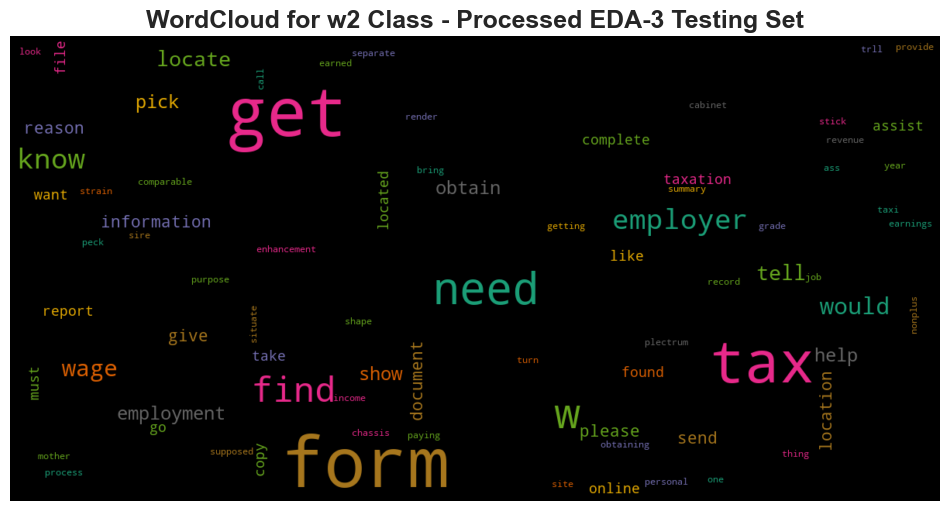 WordCloud for w2 Class - Processed EDA-3 Testing Set
look
file
locate
call
earned
separate
trll
provide
pick
get
render
cabinet
stick
assist
reason
complete
revenue
know
bring
taxation
ass
year
want
strain
comparable
located
obtain
summary
information
employer
getting
grade
taxi
earnings
peck
sire
enhancement
like
purpose
need
record
tell
job
report
situate
shape
would
nonplus
give
plectrum
wage
take
turn
tax
help
must
find
income
show
document
found
location
employment
go
W
please
send
chassis
paying
obtaining
mother
process
supposed
copy
form
thing
site
online
personal
one